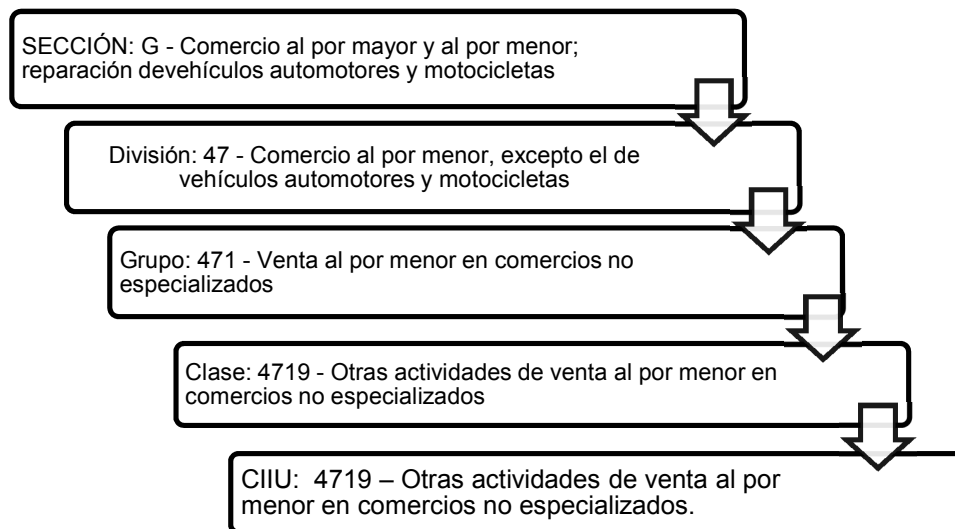 SECCIÓN: G - Comercio al por mayor y al por menor;
reparación devehículos automotores y motocicletas
División: 47 - Comercio al por menor, excepto el de
vehículos automotores y motocicletas
Grupo: 471 - Venta al por menor en comercios no
especializados
Clase: 4719 - Otras actividades de venta al por menor en
comercios no especializados
CIIU: 4719 – Otras actividades de venta al por
menor en comercios no especializados.